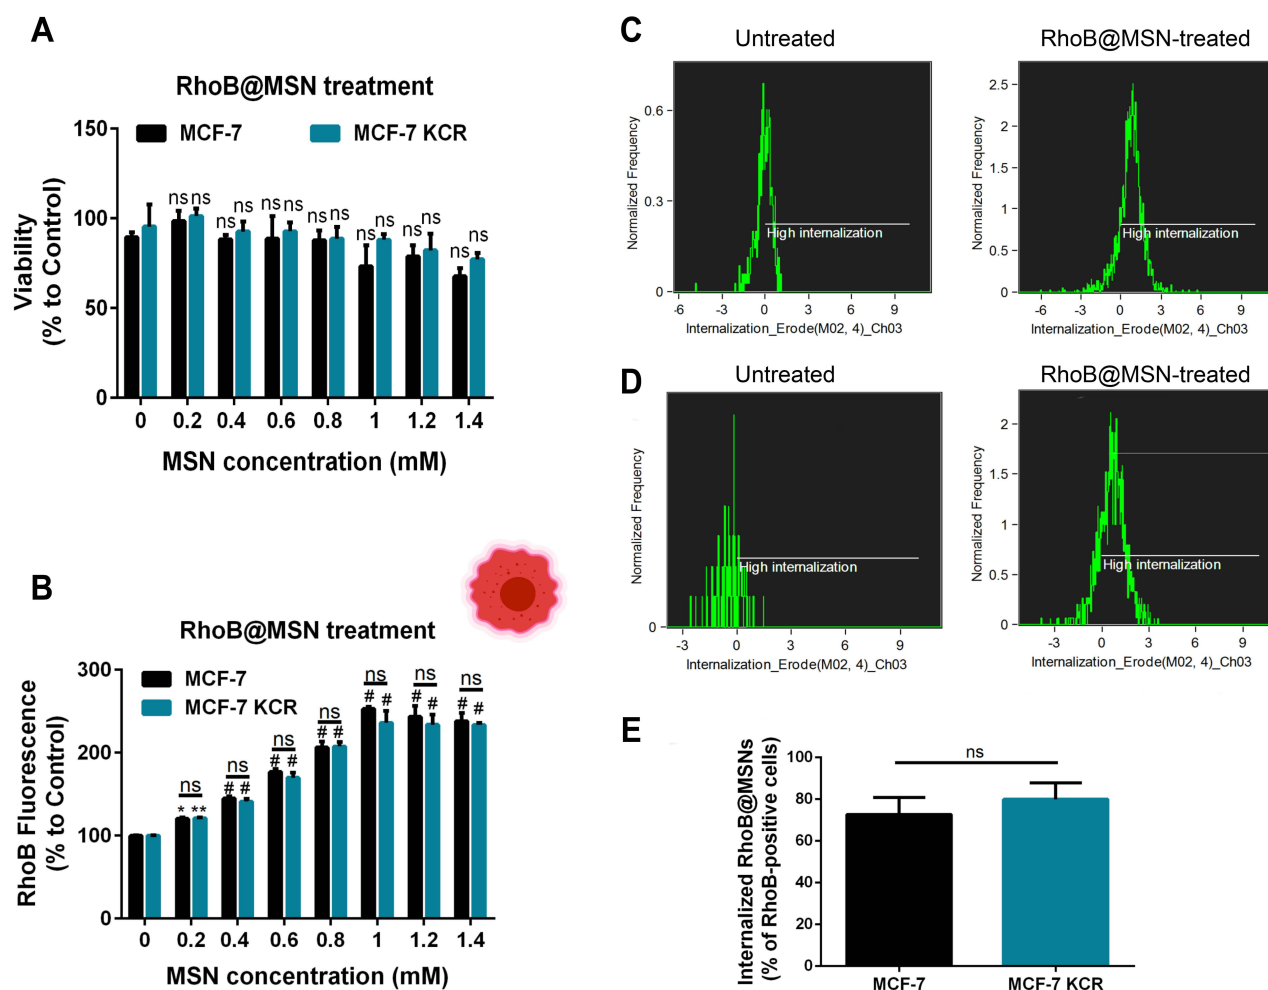 A
RhoB@MSN treatment
MCF-7
MCF-7 KCR
Viability
(% to Control)
150
100
50
0
ns ns ns ns ns ns ns ns ns ns ns ns ns ns
0 0.2 0.4 0.6 0.8 1 1.2 1.4
MSN concentration (mM)
B
RhoB@MSN treatment
MCF-7
MCF-7 KCR
RhoB Fluorescence
(% to Control)
300
200
100
0
ns ns ns ns ns ns ns
* ** # # # # # # # # # # # #
0 0.2 0.4 0.6 0.8 1 1.2 1.4
MSN concentration (mM)
C
Untreated
Normalized Frequency
0.6
0.3
0
High internalization
-6 -3 0 3 6 9
Internalization_Erode(M02, 4)_Ch03
RhoB@MSN-treated
Normalized Frequency
2.5
2
1.5
1
0.5
0
High internalization
-6 -3 0 3 6 9
Internalization_Erode(M02, 4)_Ch03
D
Untreated
Normalized Frequency
0
High internalization
-3 0 3 6 9
Internalization_Erode(M02, 4)_Ch03
RhoB@MSN-treated
Normalized Frequency
2
1.5
1
0.5
0
High internalization
-3 0 3 6 9
Internalization_Erode(M02, 4)_Ch03
E
Internalized RhoB@MSNs
(% of RhoB-positive cells)
100
80
60
40
20
0
ns
MCF-7 MCF-7 KCR